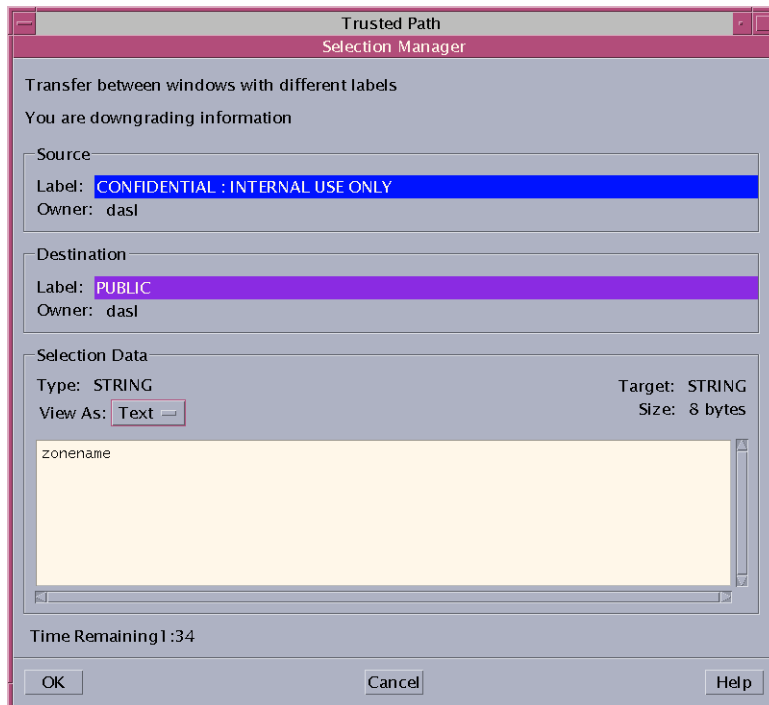 Trusted Path
Selection Manager
Transfer between windows with different labels
You are downgrading information
Source
Label: CONFIDENTIAL : INTERNAL USE ONLY
Owner: dasl
Destination
Label: PUBLIC
Owner: dasl
Selection Data
Type: STRING Target: STRING
View As: Text Size: 8 bytes
zonename
Time Remaining1:34
OK Cancel Help